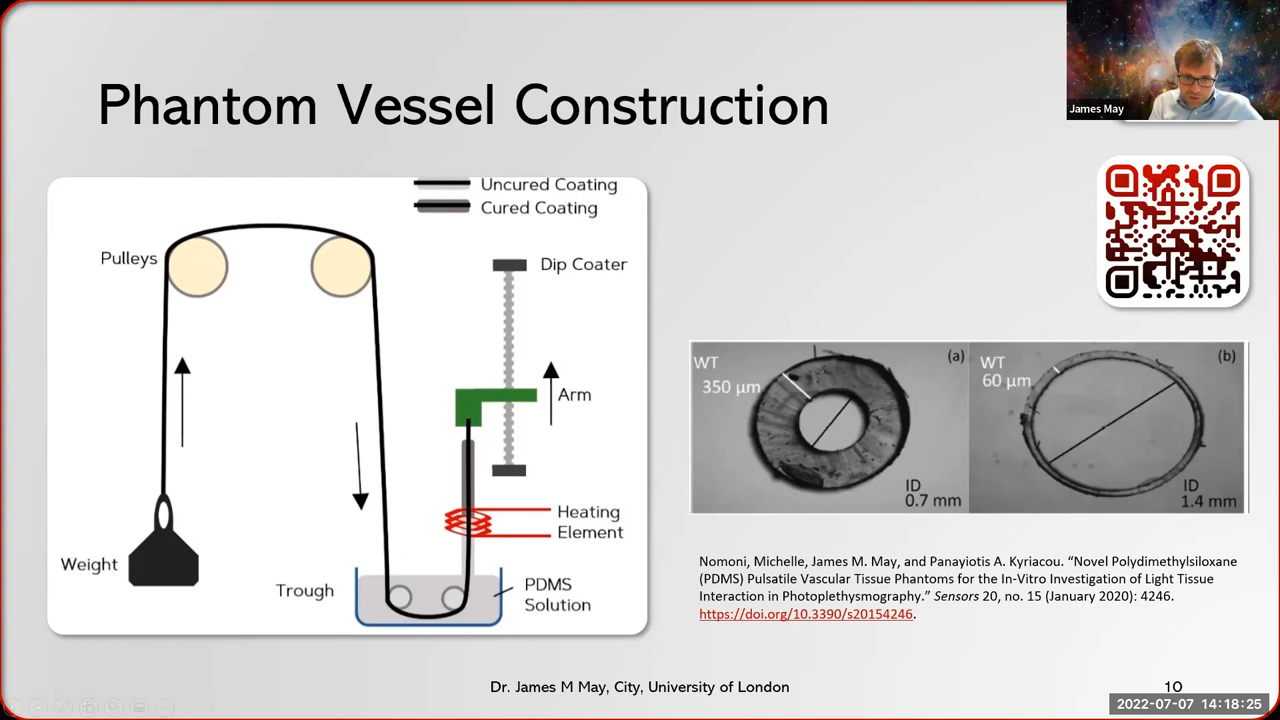 Phantom Vessel Construction
James May
Uncured Coating
Cured Coating
Pulleys
Dip Coater
Arm
Heating
Element
Weight
Trough
PDMS
Solution
WT
350 µm
(a)
ID
0.7 mm
WT
60 µm
(b)
ID
1.4 mm
Nomoni, Michelle, James M. May, and Panayiotis A. Kyriacou. “Novel Polydimethylsiloxane
(PDMS) Pulsatile Vascular Tissue Phantoms for the In-Vitro Investigation of Light Tissue
Interaction in Photoplethysmography.” Sensors 20, no. 15 (January 2020): 4246.
https://doi.org/10.3390/s20154246.
Dr. James M May, City, University of London
10
2022-07-07 14:18:25